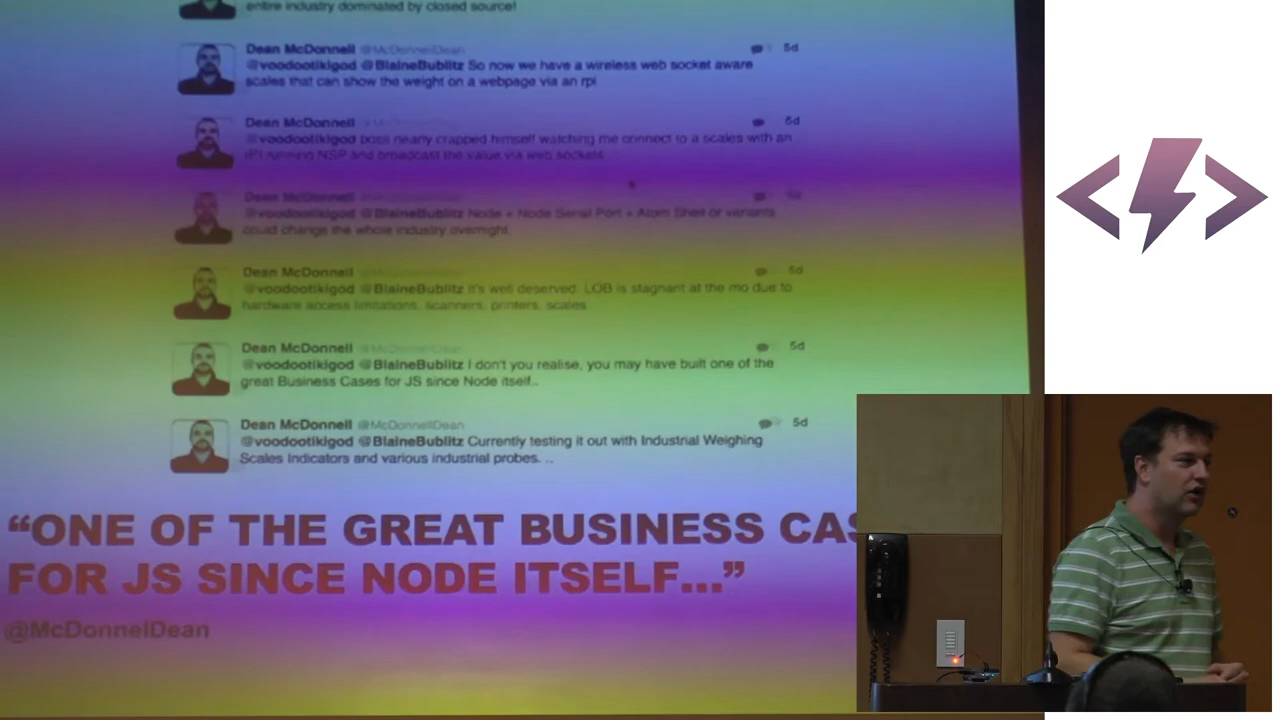 entire industry dominated by closed source!
Dean McDonnell @McDonnellDean 5d
@voodootikigod @BlaineBublitz So now we have a wireless web socket aware
scales that can show the weight on a webpage via an rpi
Dean McDonnell
@voodootikigod boss nearly crapped himself watching me connect to a scales with an
rPI running NSP and broadcast the value via web sockets
Dean McDonnell
@voodootikigod @BlaineBublitz Node + Node Serial Port + Atom Shell or variants
could change the whole industry overnight.
Dean McDonnell 5d
@voodootikigod @BlaineBublitz It's well deserved. LOB is stagnant at the mo due to
hardware access limitations, scanners, printers, scales
Dean McDonnell @McDonnellDean 5d
@voodootikigod @BlaineBublitz I don't you realise, you may have built one of the
great Business Cases for JS since Node itself..
Dean McDonnell @McDonnellDean 5d
@voodootikigod @BlaineBublitz Currently testing it out with Industrial Weighing
Scales Indicators and various industrial probes. ..
“ONE OF THE GREAT BUSINESS CAS
FOR JS SINCE NODE ITSELF...”
@McDonnelDean